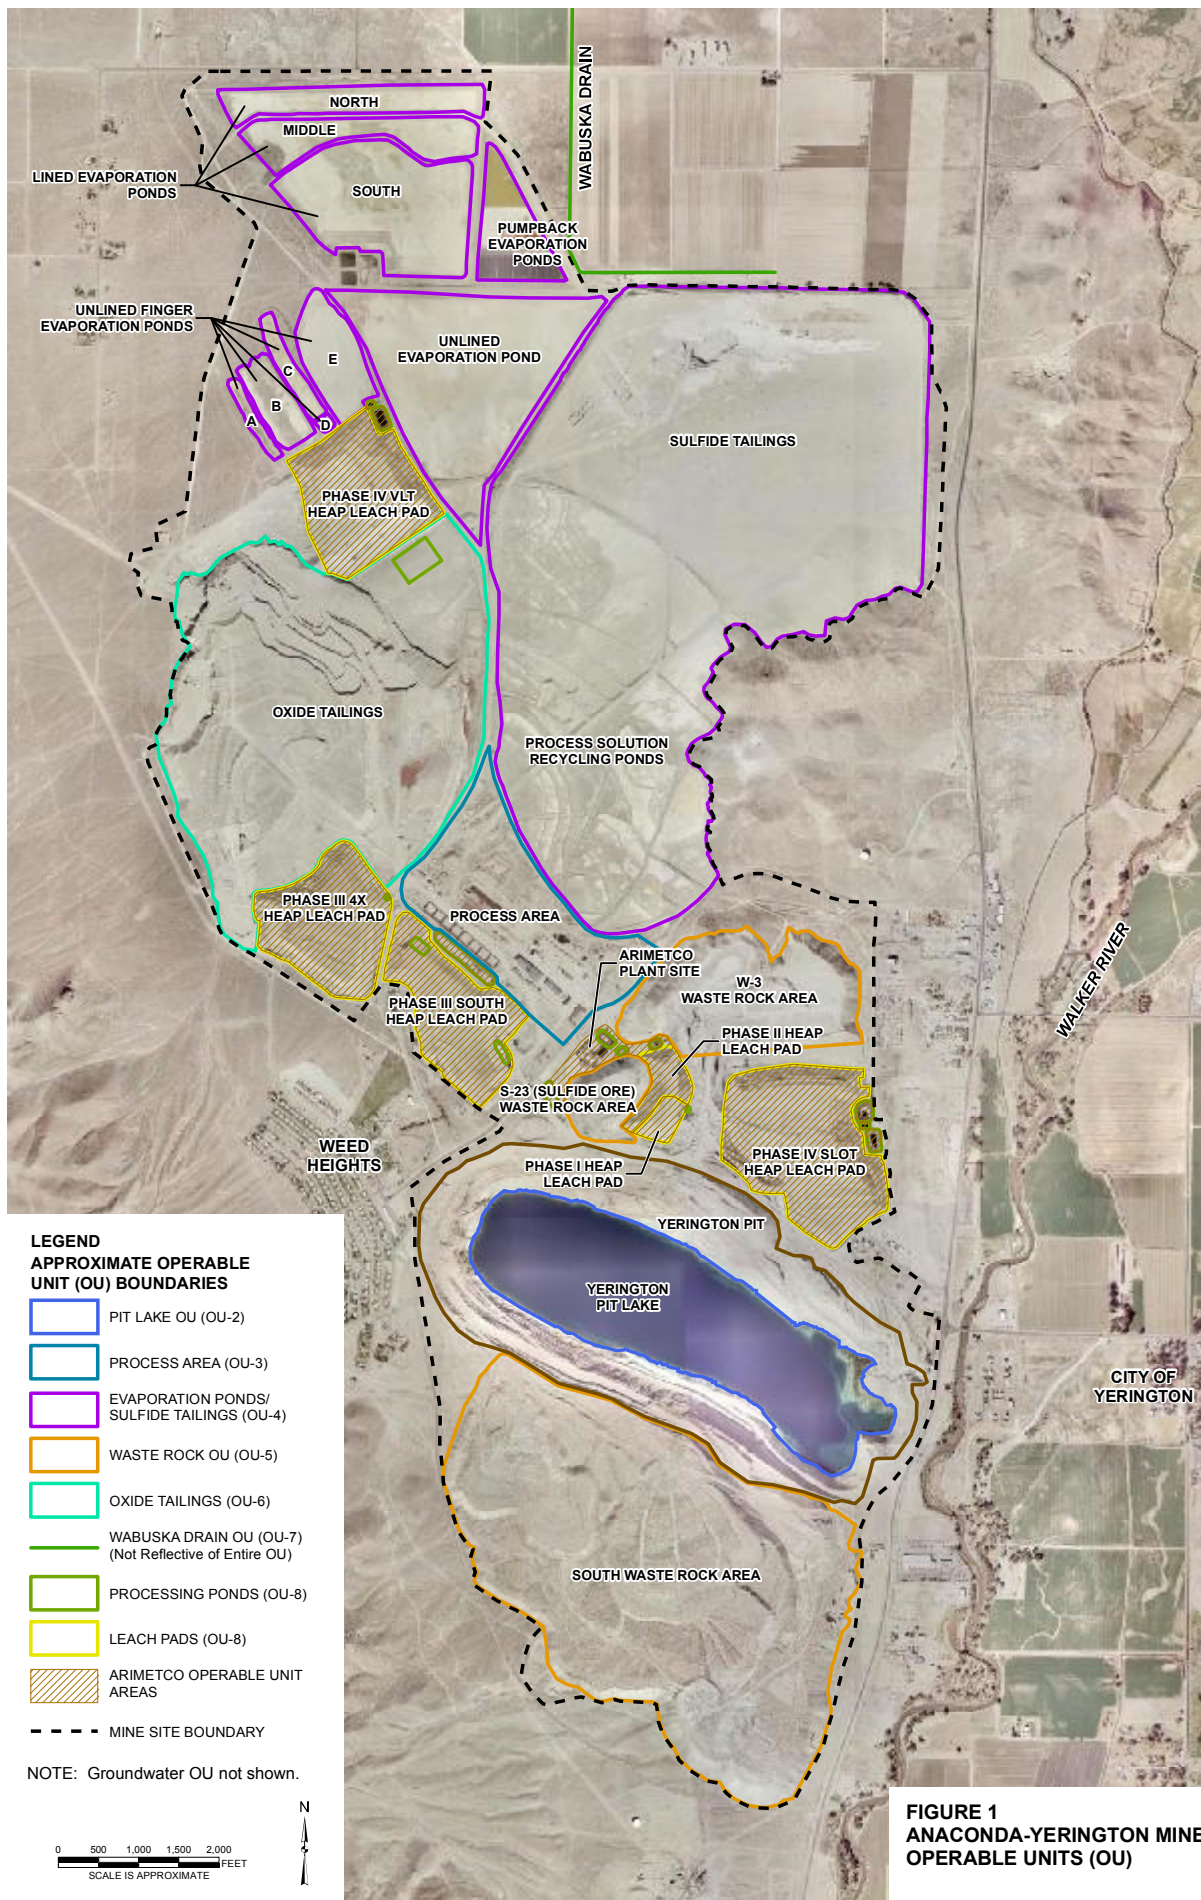 WABUSKA DRAIN
NORTH
MIDDLE
LINED EVAPORATION
PONDS
SOUTH
PUMPBACK
EVAPORATION
PONDS
UNLINED FINGER
EVAPORATION PONDS
UNLINED
EVAPORATION POND
E
C
B
A
D
SULFIDE TAILINGS
PHASE IV VLT
HEAP LEACH PAD
OXIDE TAILINGS
PROCESS SOLUTION
RECYCLING PONDS
PHASE III 4X
HEAP LEACH PAD
PROCESS AREA
ARIMETCO
PLANT SITE
W-3
WASTE ROCK AREA
WALKER RIVER
PHASE III SOUTH
HEAP LEACH PAD
PHASE II HEAP
LEACH PAD
S-23 (SULFIDE ORE)
WASTE ROCK AREA
WEED
HEIGHTS
PHASE I HEAP
LEACH PAD
PHASE IV SLOT
HEAP LEACH PAD
YERINGTON PIT
YERINGTON
PIT LAKE
CITY OF
YERINGTON
SOUTH WASTE ROCK AREA
LEGEND
APPROXIMATE OPERABLE
UNIT (OU) BOUNDARIES
PIT LAKE OU (OU-2)
PROCESS AREA (OU-3)
EVAPORATION PONDS/
SULFIDE TAILINGS (OU-4)
WASTE ROCK OU (OU-5)
OXIDE TAILINGS (OU-6)
WABUSKA DRAIN OU (OU-7)
(Not Reflective of Entire OU)
PROCESSING PONDS (OU-8)
LEACH PADS (OU-8)
ARIMETCO OPERABLE UNIT
AREAS
MINE SITE BOUNDARY
NOTE: Groundwater OU not shown.
N
0 500 1,000 1,500 2,000
FEET
SCALE IS APPROXIMATE
FIGURE 1
ANACONDA-YERINGTON MINE
OPERABLE UNITS (OU)